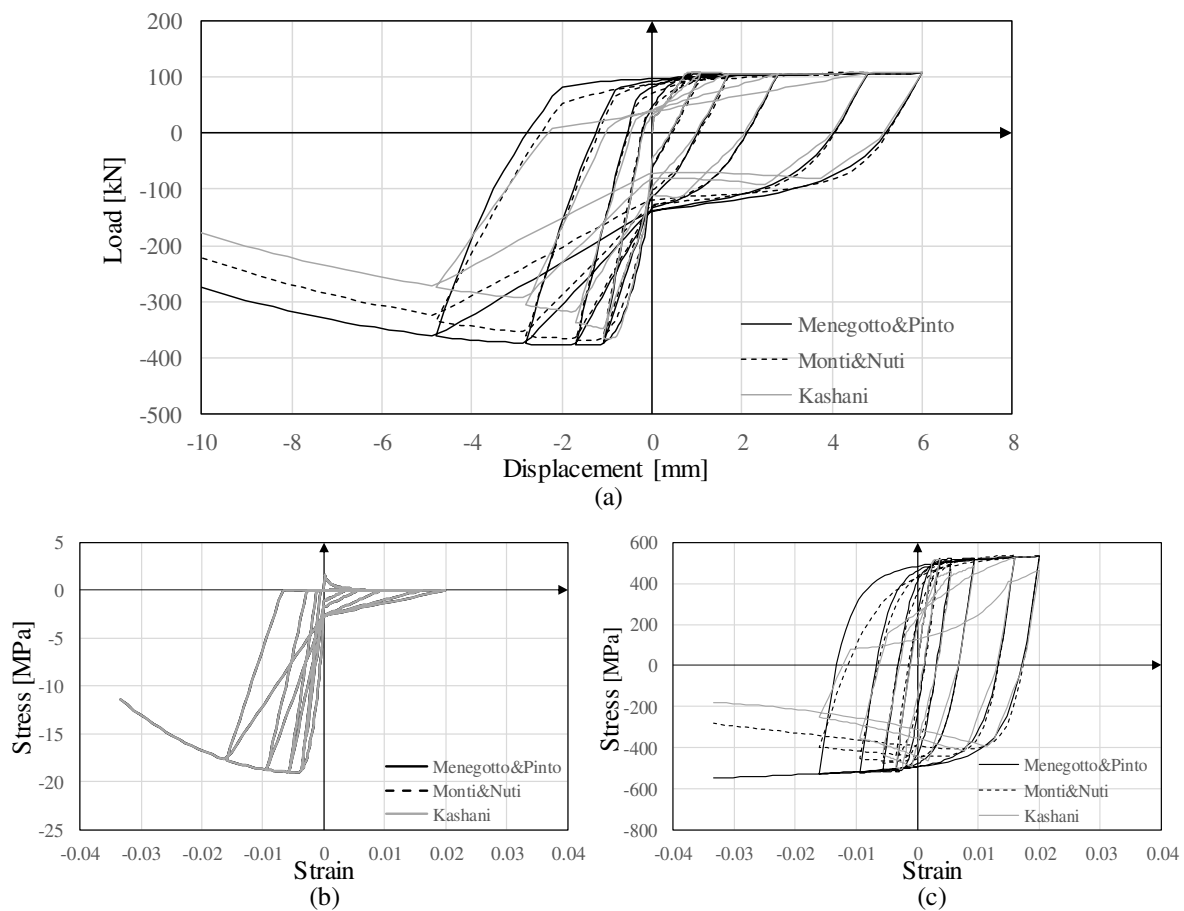 200
100
0
-100
-200
-300
-400
-500
Load [kN]
-10 -8 -6 -4 -2 0 2 4 6 8
Displacement [mm]
Menegotto&Pinto
Monti&Nuti
Kashani
(a)
5
0
-5
-10
-15
-20
-25
Stress [MPa]
-0.04 -0.03 -0.02 -0.01 0 0.01 0.02 0.03 0.04
Strain
Menegotto&Pinto
Monti&Nuti
Kashani
(b)
600
400
200
0
-200
-400
-600
-800
Stress [MPa]
-0.04 -0.03 -0.02 -0.01 0 0.01 0.02 0.03 0.04
Strain
Menegotto&Pinto
Monti&Nuti
Kashani
(c)